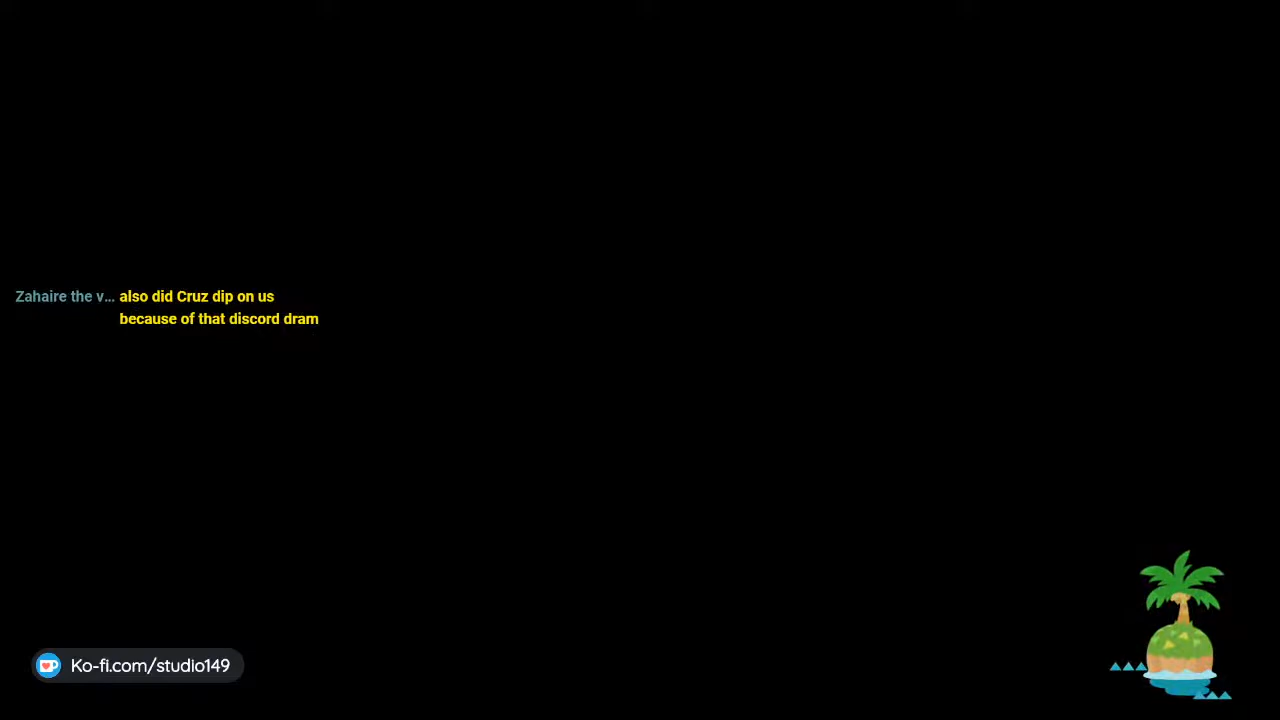 Zahaire the v… also did Cruz dip on us
because of that discord dram
Ko-fi.com/studio149